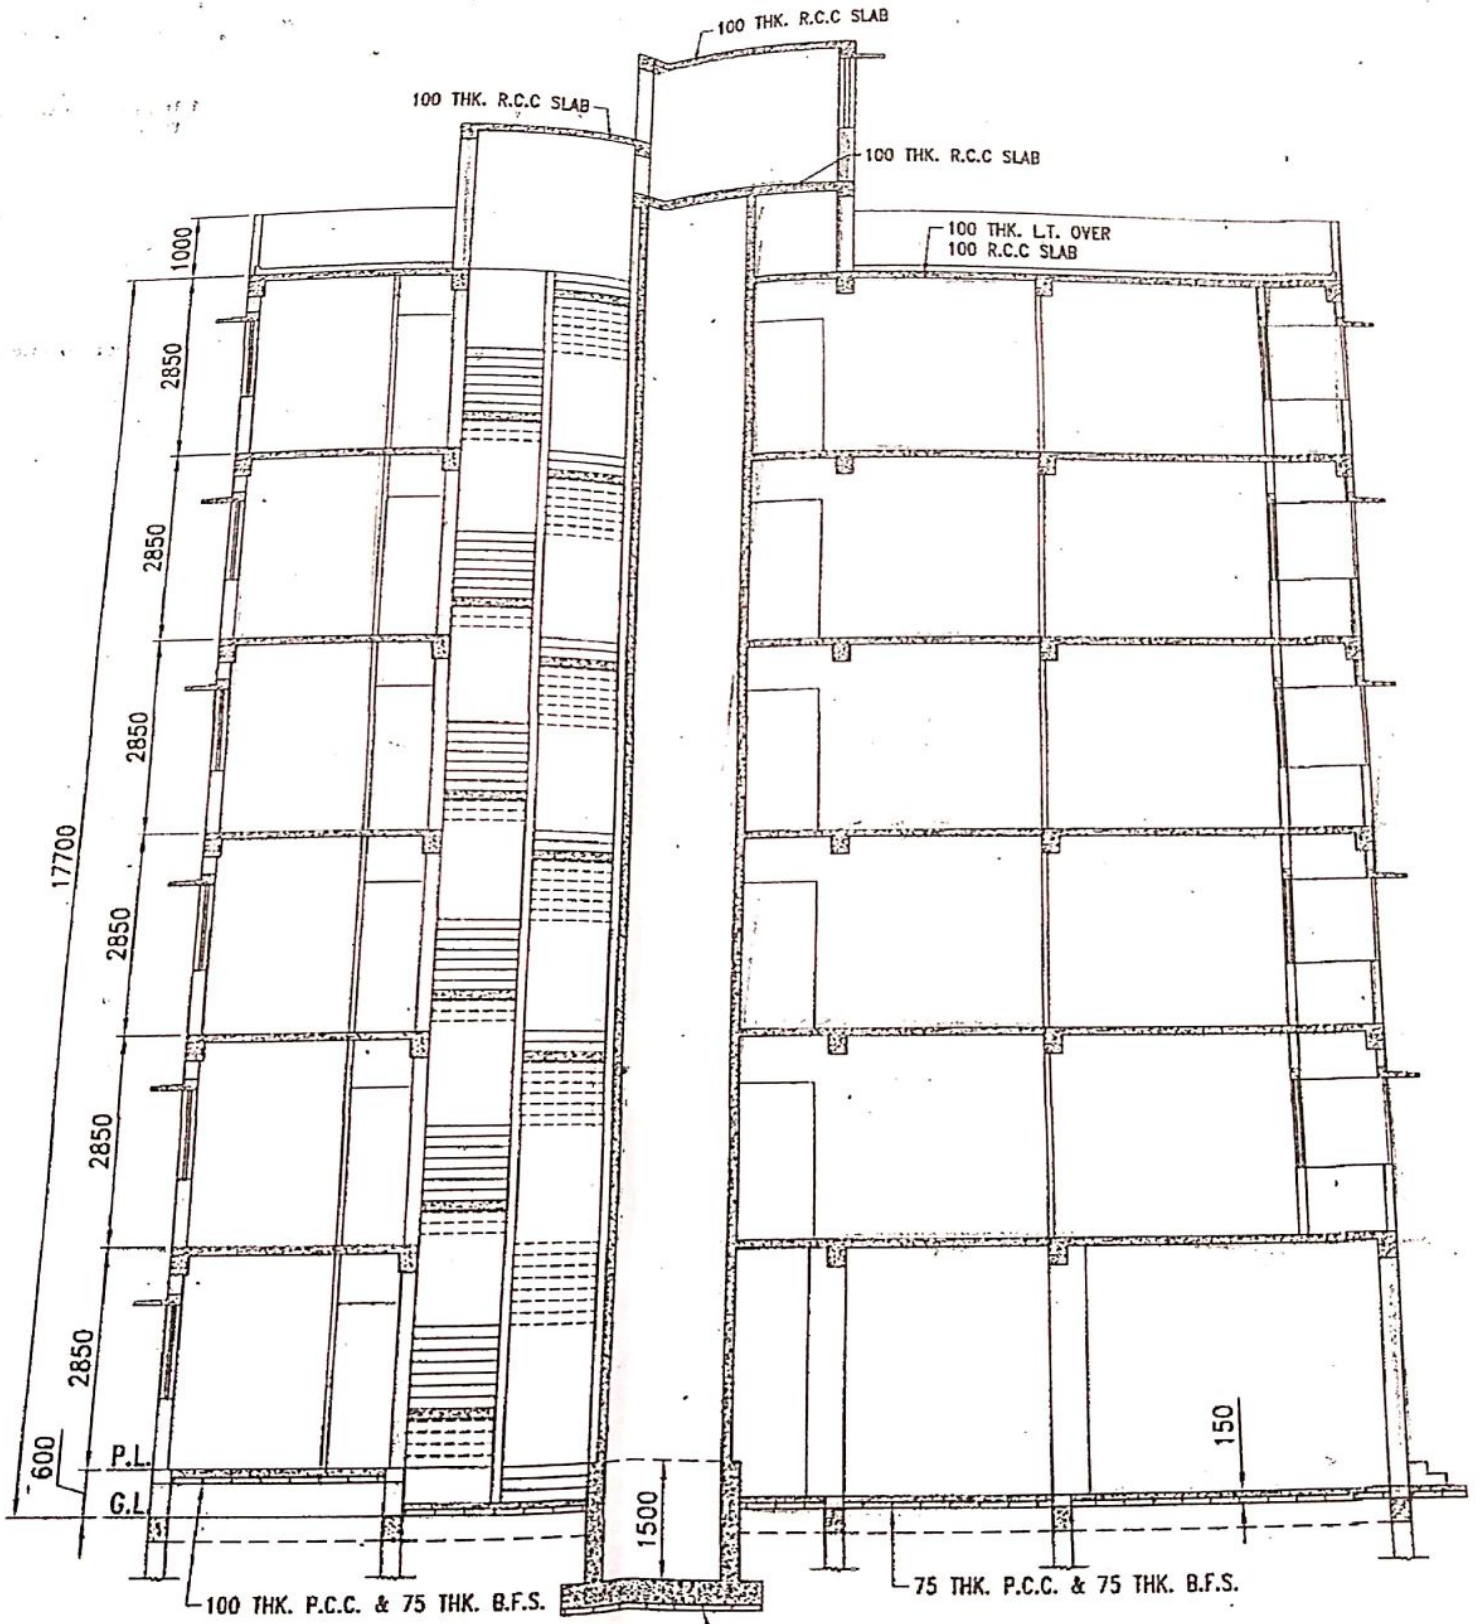 100 THK. R.C.C SLAB
100 THK. R.C.C SLAB
100 THK. R.C.C SLAB
100 THK. L.T. OVER
100 R.C.C SLAB
1000
2850
2850
2850
2850
2850
2850
17700
600
P.L.
G.L
150
1500
100 THK. P.C.C. & 75 THK. B.F.S.
75 THK. P.C.C. & 75 THK. B.F.S.